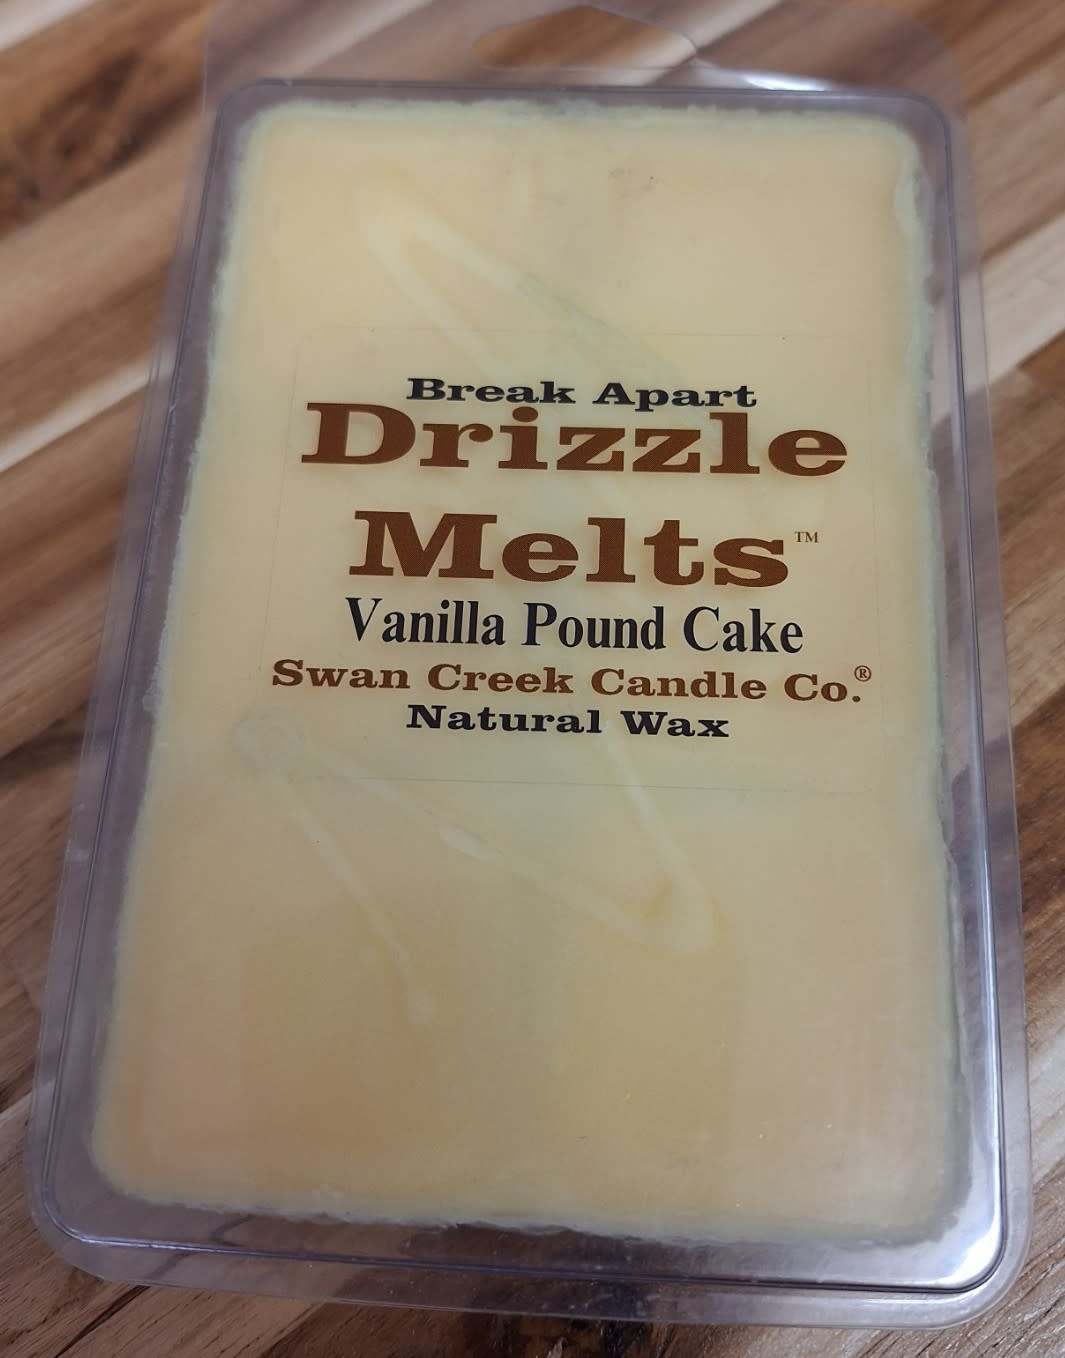 Break Apart
Drizzle
Melts™
Vanilla Pound Cake
Swan Creek Candle Co.®
Natural Wax